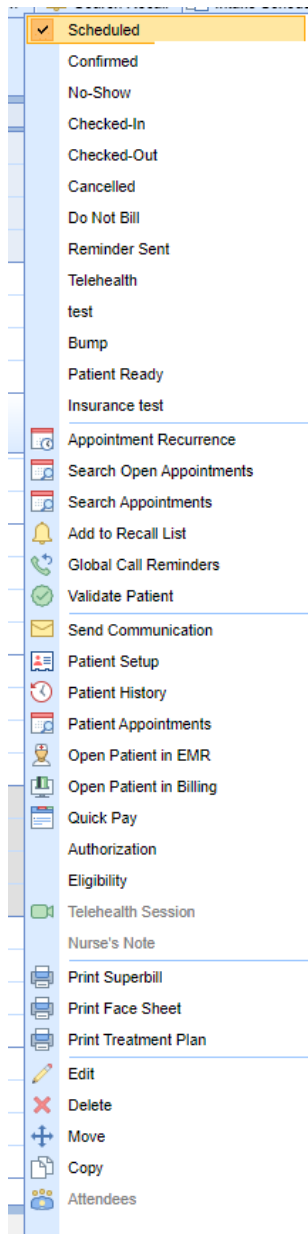 Scheduled
Confirmed
No-Show
Checked-In
Checked-Out
Cancelled
Do Not Bill
Reminder Sent
Telehealth
test
Bump
Patient Ready
Insurance test
Appointment Recurrence
Search Open Appointments
Search Appointments
Add to Recall List
Global Call Reminders
Validate Patient
Send Communication
Patient Setup
Patient History
Patient Appointments
Open Patient in EMR
Open Patient in Billing
Quick Pay
Authorization
Eligibility
Telehealth Session
Nurse's Note
Print Superbill
Print Face Sheet
Print Treatment Plan
Edit
Delete
Move
Copy
Attendees